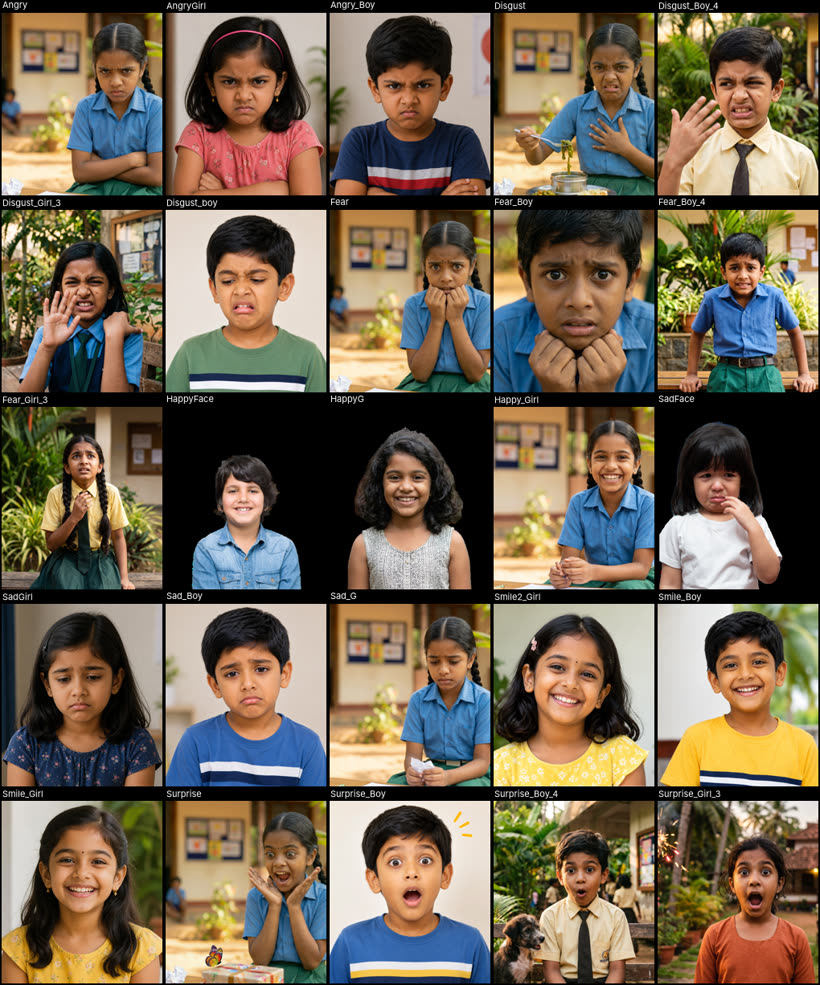 Angry
AngryGirl
Angry_Boy
Disgust
Disgust_Boy_4
Disgust_Girl_3
Disgust_boy
Fear
Fear_Boy
Fear_Boy_4
Fear_Girl_3
HappyFace
HappyG
Happy_Girl
SadFace
SadGirl
Sad_Boy
Sad_G
Smile2_Girl
Smile_Boy
Smile_Girl
Surprise
Surprise_Boy
Surprise_Boy_4
Surprise_Girl_3